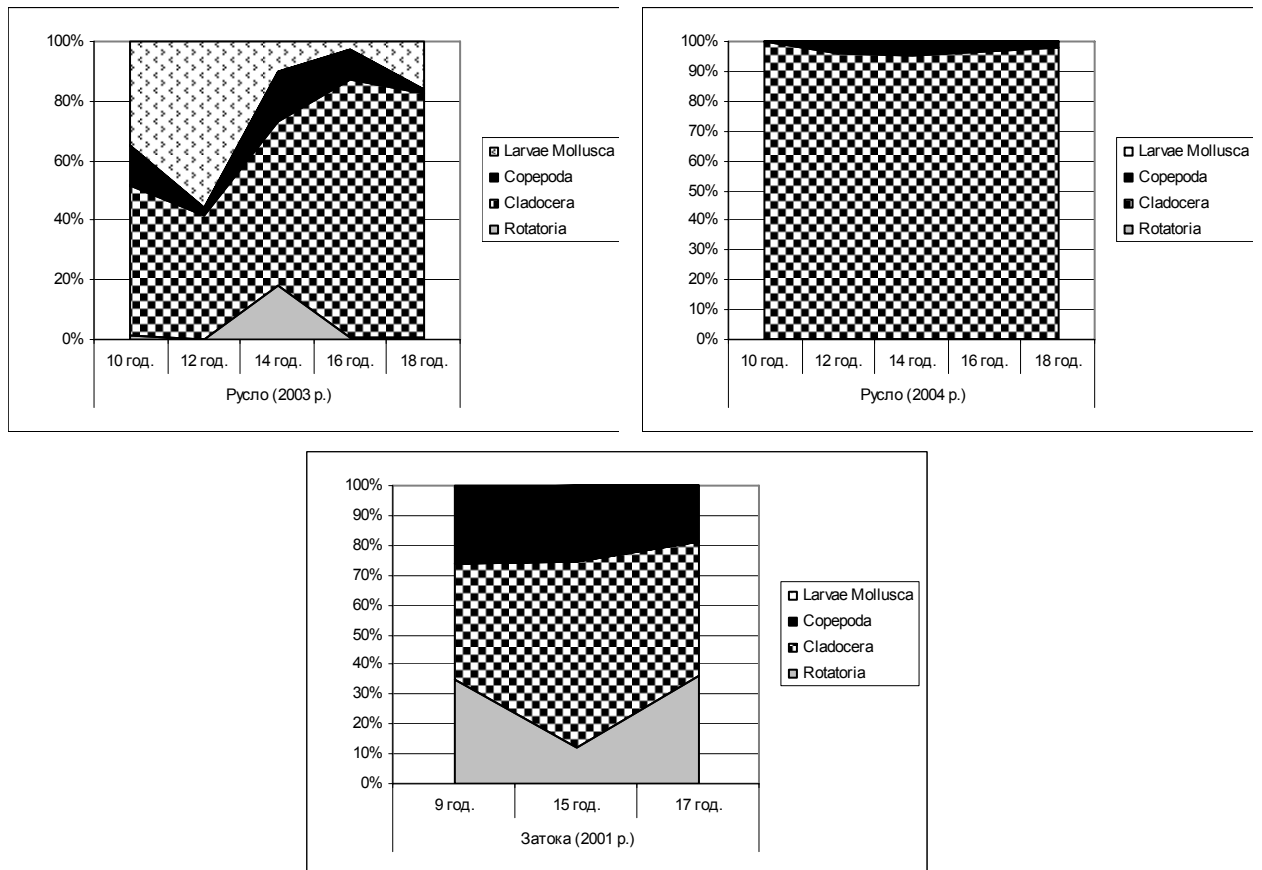 100%
80%
60%
40%
20%
0%
10 год. 12 год. 14 год. 16 год. 18 год.
Русло (2003 р.)
Larvae Mollusca
Copepoda
Cladocera
Rotatoria
100%
90%
80%
70%
60%
50%
40%
30%
20%
10%
0%
10 год. 12 год. 14 год. 16 год. 18 год.
Русло (2004 р.)
Larvae Mollusca
Copepoda
Cladocera
Rotatoria
100%
90%
80%
70%
60%
50%
40%
30%
20%
10%
0%
9 год. 15 год. 17 год.
Затока (2001 р.)
Larvae Mollusca
Copepoda
Cladocera
Rotatoria